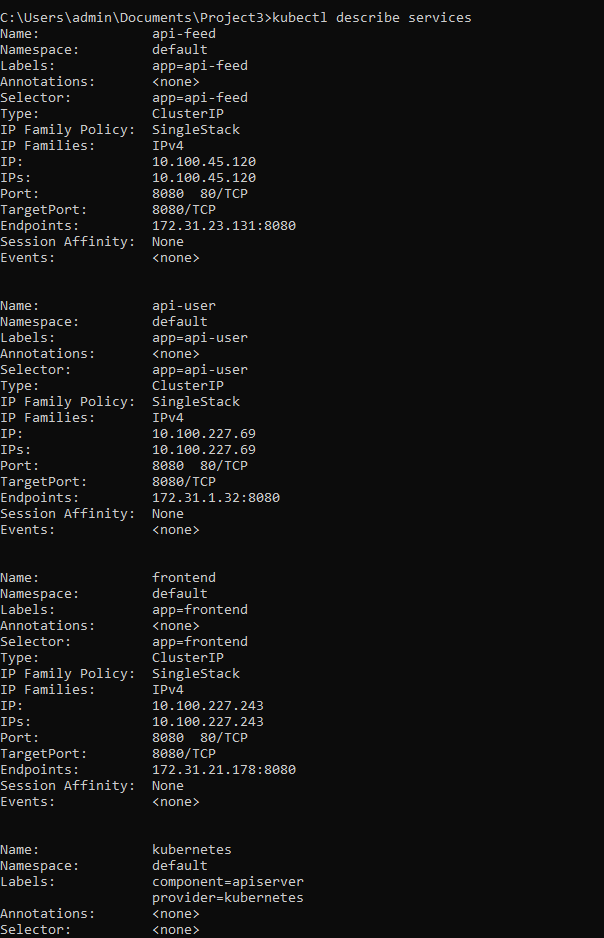 C:\Users\admin\Documents\Project3>kubectl describe services
Name:              api-feed
Namespace:         default
Labels:            app=api-feed
Annotations:       <none>
Selector:          app=api-feed
Type:              ClusterIP
IP Family Policy:  SingleStack
IP Families:       IPv4
IP:                10.100.45.120
IPs:               10.100.45.120
Port:              8080  80/TCP
TargetPort:        8080/TCP
Endpoints:         172.31.23.131:8080
Session Affinity:  None
Events:            <none>
Name:              api-user
Namespace:         default
Labels:            app=api-user
Annotations:       <none>
Selector:          app=api-user
Type:              ClusterIP
IP Family Policy:  SingleStack
IP Families:       IPv4
IP:                10.100.227.69
IPs:               10.100.227.69
Port:              8080  80/TCP
TargetPort:        8080/TCP
Endpoints:         172.31.1.32:8080
Session Affinity:  None
Events:            <none>
Name:              frontend
Namespace:         default
Labels:            app=frontend
Annotations:       <none>
Selector:          app=frontend
Type:              ClusterIP
IP Family Policy:  SingleStack
IP Families:       IPv4
IP:                10.100.227.243
IPs:               10.100.227.243
Port:              8080  80/TCP
TargetPort:        8080/TCP
Endpoints:         172.31.21.178:8080
Session Affinity:  None
Events:            <none>
Name:              kubernetes
Namespace:         default
Labels:            component=apiserver
                   provider=kubernetes
Annotations:       <none>
Selector:          <none>